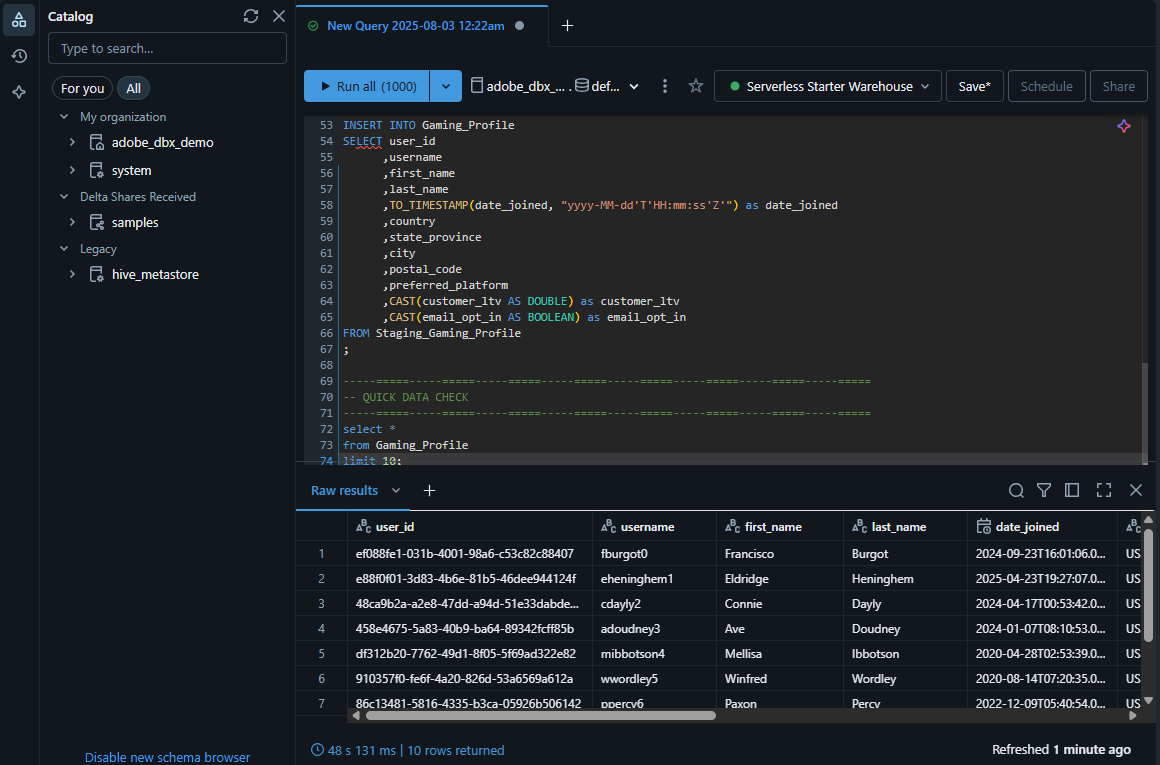 Catalog
Type to search...
For you
All
My organization
adobe_dbx_demo
system
Delta Shares Received
samples
Legacy
hive_metastore
Disable new schema browser
New Query 2025-08-03 12:22am
Run all (1000)
adobe_dbx_... . def...
Serverless Starter Warehouse
Save*
Schedule
Share
53 INSERT INTO Gaming_Profile
54 SELECT user_id
55 ,username
56 ,first_name
57 ,last_name
58 ,TO_TIMESTAMP(date_joined, "yyyy-MM-dd'T'HH:mm:ss'Z'") as date_joined
59 ,country
60 ,state_province
61 ,city
62 ,postal_code
63 ,preferred_platform
64 ,CAST(customer_ltv AS DOUBLE) as customer_ltv
65 ,CAST(email_opt_in AS BOOLEAN) as email_opt_in
66 FROM Staging_Gaming_Profile
67 ;
68
69 -----=====-----=====-----=====-----=====-----=====-----=====-----=====-----=====
70 -- QUICK DATA CHECK
71 -----=====-----=====-----=====-----=====-----=====-----=====-----=====-----=====
72 select *
73 from Gaming_Profile
74 limit 10;
Raw results
user_id username first_name last_name date_joined
1 ef088fe1-031b-4001-98a6-c53c82c88407 fburgot0 Francisco Burgot 2024-09-23T16:01:06.0... US
2 e88f0f01-3d83-4b6e-81b5-46dee944124f eheninghem1 Eldridge Heninghem 2025-04-23T19:27:07.0... US
3 48ca9b2a-a2e8-47dd-a94d-51e33dabde... cdayly2 Connie Dayly 2024-04-17T00:53:42.0... US
4 458e4675-5a83-40b9-ba64-89342fcff85b adoudney3 Ave Doudney 2024-01-07T08:10:53.0... US
5 df312b20-7762-49d1-8f05-5f69ad322e82 mibbotson4 Mellisa Ibbotson 2020-04-28T02:53:39.0... US
6 910357f0-fe6f-4a20-826d-53a6569a612a wwordley5 Winfred Wordley 2020-08-14T07:20:35.0... US
7 86c13481-5816-4335-b3ca-05926b506142 ppercy6 Paxon Percy 2022-12-09T05:40:54.0... US
48 s 131 ms | 10 rows returned
Refreshed 1 minute ago